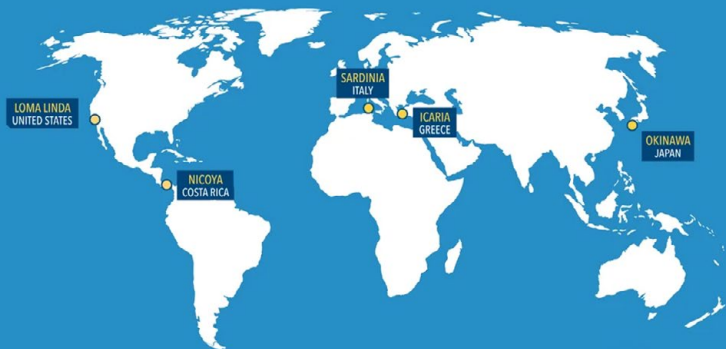 SARDINIA
ITALY
LOMA LINDA
UNITED STATES
ICARIA
GREECE
OKINAWA
JAPAN
NICOYA
COSTA RICA